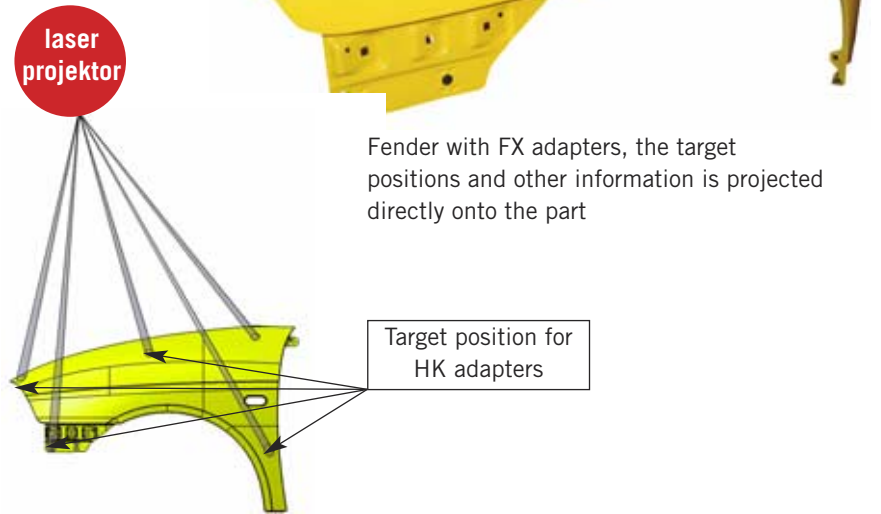 laser
projektor
Fender with FX adapters, the target
positions and other information is projected
directly onto the part
Target position for
HK adapters